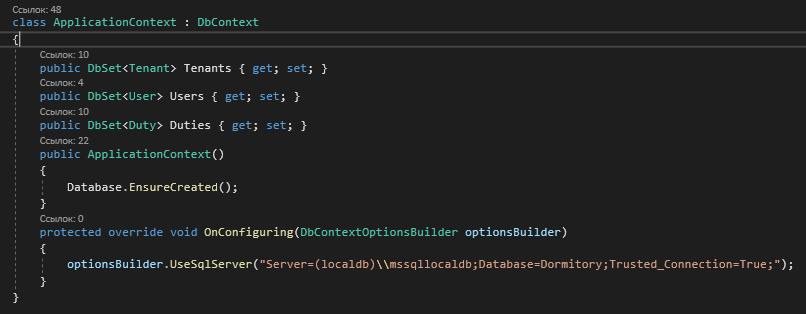 Ссылок: 48
class ApplicationContext : DbContext
{
Ссылок: 10
public DbSet<Tenant> Tenants { get; set; }
Ссылок: 4
public DbSet<User> Users { get; set; }
Ссылок: 10
public DbSet<Duty> Duties { get; set; }
Ссылок: 22
public ApplicationContext()
{
Database.EnsureCreated();
}
Ссылок: 0
protected override void OnConfiguring(DbContextOptionsBuilder optionsBuilder)
{
optionsBuilder.UseSqlServer("Server=(localdb)\\mssqllocaldb;Database=Dormitory;Trusted_Connection=True;");
}
}